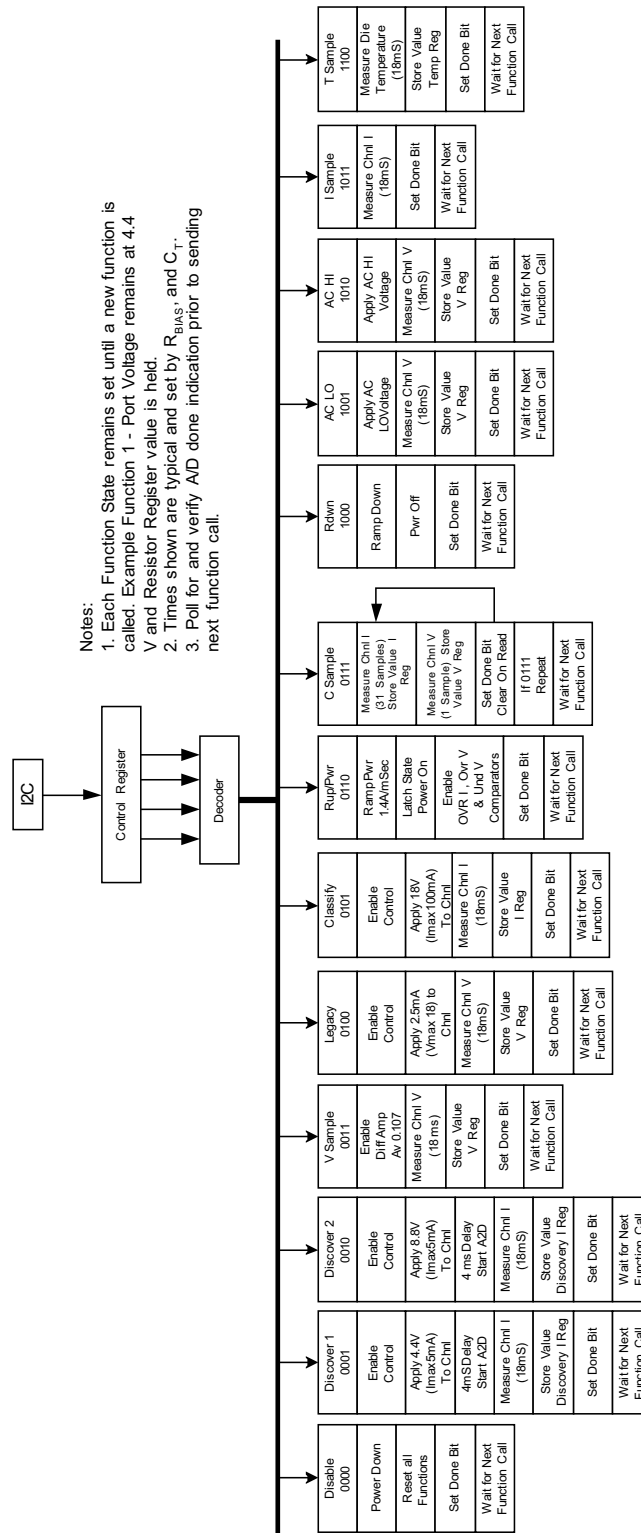 I2C
Control Register
Decoder
Notes:
1. Each Function State remains set until a new function is
called. Example Function 1 - Port Voltage remains at 4.4
V and Resistor Register value is held.
2. Times shown are typical and set by RBIAS, and CT.
3. Poll for and verify A/D done indication prior to sending
next function call.
Disable
0000
Power Down
Reset all
Functions
Set Done Bit
Wait for Next
Function Call
Discover 1
0001
Enable
Control
Apply 4.4V
(Imax5mA)
To Chnl
4mSDelay
Start A2D
Measure Chnl I
(18mS)
Store Value
Discovery I Reg
Set Done Bit
Wait for Next
Function Call
Discover 2
0010
Enable
Control
Apply 8.8V
(Imax5mA)
To Chnl
4 ms Delay
Start A2D
Measure Chnl I
(18mS)
Store Value
Discovery I Reg
Set Done Bit
Wait for Next
Function Call
V Sample
0011
Enable
Diff Amp
Av 0.107
Measure Chnl V
(18 ms)
Store Value
V Reg
Set Done Bit
Wait for Next
Function Call
Legacy
0100
Enable
Control
Apply 2.5mA
(Vmax 18) to
Chnl
Measure Chnl V
(18mS)
Store Value
V Reg
Set Done Bit
Wait for Next
Function Call
Classify
0101
Enable
Control
Apply 18V
(Imax100mA)
To Chnl
Measure Chnl I
(18mS)
Store Value
I Reg
Set Done Bit
Wait for Next
Function Call
Rup/Pwr
0110
Ramp Pwr
1.4A/mSec
Latch State
Power On
Enable
OVR I , Ovr V
& Und V
Comparators
Set Done Bit
Wait for Next
Function Call
C Sample
0111
Measure Chnl I
(31 Samples)
Store Value I
Reg
Measure Chnl V
(1 Sample) Store
Value V Reg
Set Done Bit
Clear On Read
If 0111
Repeat
Wait for Next
Function Call
Rdwn
1000
Ramp Down
Pwr Off
Set Done Bit
Wait for Next
Function Call
AC LO
1001
Apply AC
LOVoltage
Measure Chnl V
(18mS)
Store Value
V Reg
Set Done Bit
Wait for Next
Function Call
AC HI
1010
Apply AC HI
Voltage
Measure Chnl V
(18mS)
Store Value
V Reg
Set Done Bit
Wait for Next
Function Call
I Sample
1011
Measure Chnl I
(18mS)
Set Done Bit
Wait for Next
Function Call
T Sample
1100
Measure Die
Temperature
(18mS)
Store Value
Temp Reg
Set Done Bit
Wait for Next
Function Call